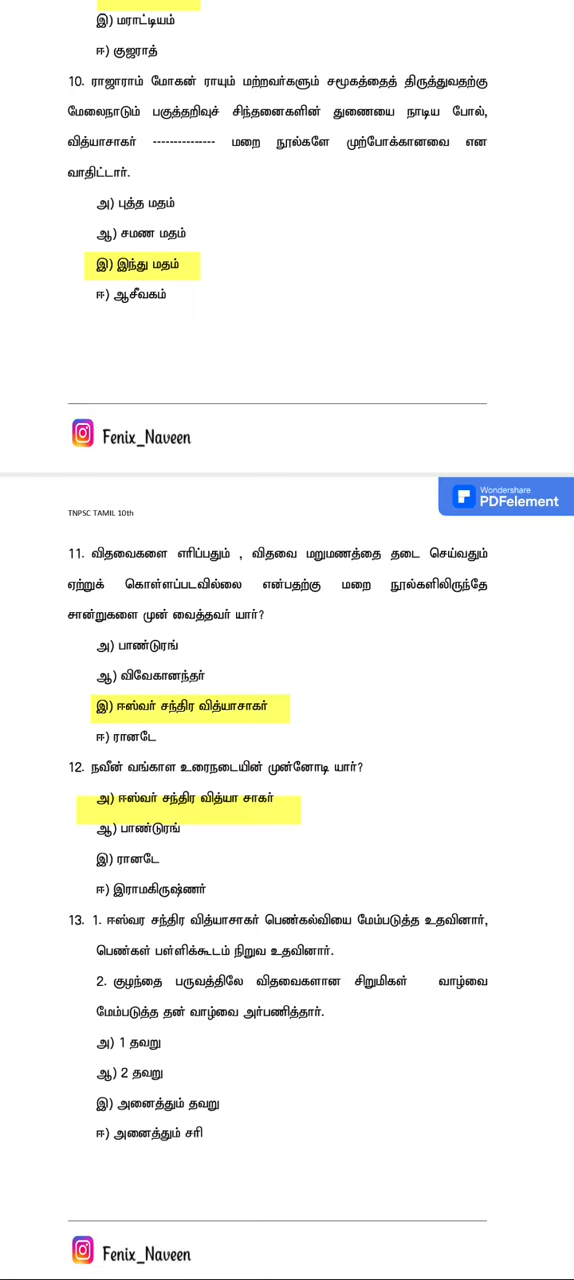 இ) மராட்டியம்
ஈ) குஜராத்
10. ராஜாராம் மோகன் ராயும் மற்றவர்களும் சமூகத்தைத் திருத்துவதற்கு
மேலைநாடும் பகுத்தறிவுச் சிந்தனைகளின் துணையை நாடிய போல்,
வித்யாசாகர் --------------- மறை நூல்களே முற்போக்கானவை என
வாதிட்டார்.
அ) புத்த மதம்
ஆ) சமண மதம்
இ) இந்து மதம்
ஈ) ஆசீவகம்
Fenix_Naveen
Wondershare
PDFelement
TNPSC TAMIL 10th
11. விதவைகளை எரிப்பதும் , விதவை மறுமணத்தை தடை செய்வதும்
ஏற்றுக் கொள்ளப்படவில்லை என்பதற்கு மறை நூல்களிலிருந்தே
சான்றுகளை முன் வைத்தவர் யார்?
அ) பாண்டுரங்
ஆ) விவேகானந்தர்
இ) ஈஸ்வர் சந்திர வித்யாசாகர்
ஈ) ரானடே
12. நவீன் வங்காள உரைநடையின் முன்னோடி யார்?
அ) ஈஸ்வர் சந்திர வித்யா சாகர்
ஆ) பாண்டுரங்
இ) ரானடே
ஈ) இராமகிருஷ்ணர்
13. 1. ஈஸ்வர சந்திர வித்யாசாகர் பெண்கல்வியை மேம்படுத்த உதவினார்,
பெண்கள் பள்ளிக்கூடம் நிறுவ உதவினார்.
2. குழந்தை பருவத்திலே விதவைகளான சிறுமிகள் வாழ்வை
மேம்படுத்த தன் வாழ்வை அர்பணித்தார்.
அ) 1 தவறு
ஆ) 2 தவறு
இ) அனைத்தும் தவறு
ஈ) அனைத்தும் சரி
Fenix_Naveen